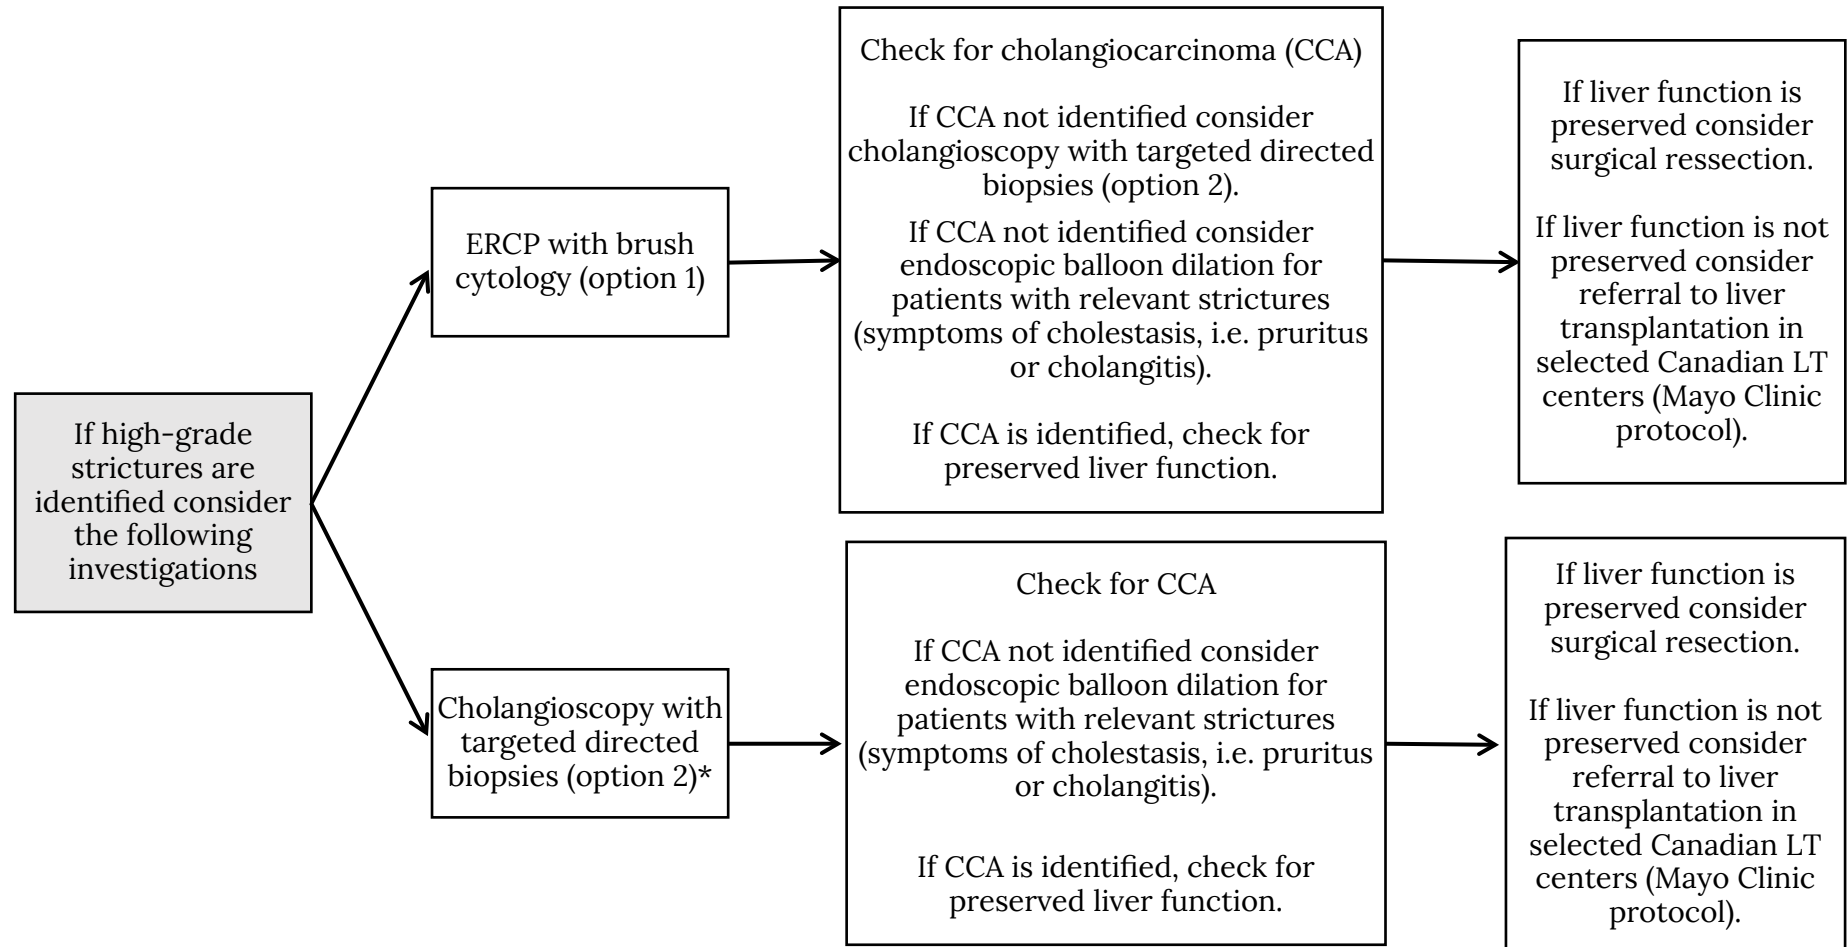 If high-grade
strictures are
identified consider
the following
investigations
ERCP with brush
cytology (option 1)
Check for cholangiocarcinoma (CCA)
If CCA not identified consider
cholangioscopy with targeted directed
biopsies (option 2).
If CCA not identified consider
endoscopic balloon dilation for
patients with relevant strictures
(symptoms of cholestasis, i.e. pruritus
or cholangitis).
If CCA is identified, check for
preserved liver function.
If liver function is
preserved consider
surgical ressection.
If liver function is not
preserved consider
referral to liver
transplantation in
selected Canadian LT
centers (Mayo Clinic
protocol).
Cholangioscopy with
targeted directed
biopsies (option 2)*
Check for CCA
If CCA not identified consider
endoscopic balloon dilation for
patients with relevant strictures
(symptoms of cholestasis, i.e. pruritus
or cholangitis).
If CCA is identified, check for
preserved liver function.
If liver function is
preserved consider
surgical resection.
If liver function is not
preserved consider
referral to liver
transplantation in
selected Canadian LT
centers (Mayo Clinic
protocol).